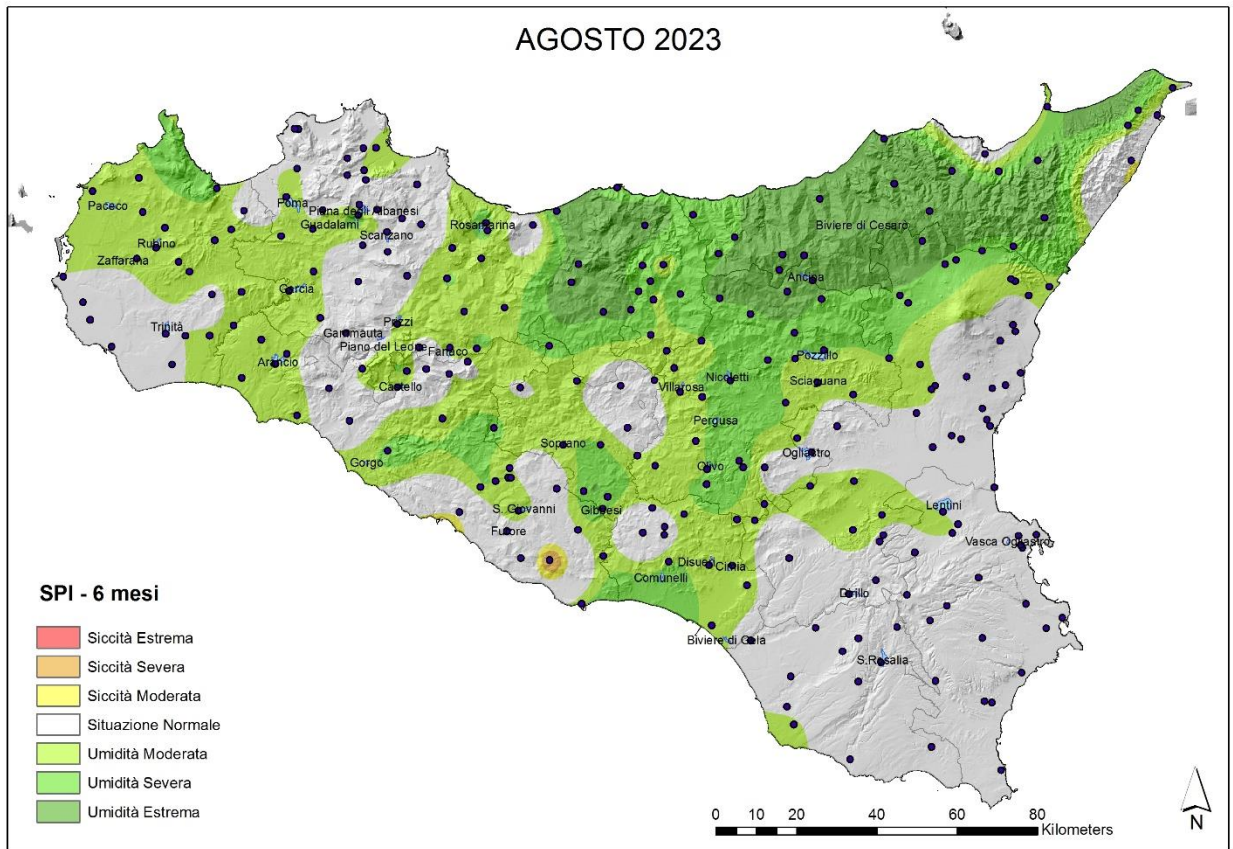 AGOSTO 2023
Paceco
Poma
Piana degli Albanesi
Guadalami
Scanzano
Rosamarina
Rubino
Zaffarana
Biviere di Cesarò
Ancipa
Garcia
Trinità
Gammauta
Prizzi
Piano del Leone
Fanaco
Arancio
Castello
Pozzillo
Nicoletti
Sciaguana
Villarosa
Pergusa
Soprano
Gorgo
Ogliastro
Olivo
Gibbesi
S. Giovanni
Furore
Lentini
Vasca Ogliastro
Disueri
Cimia
Comunelli
Dirillo
Biviere di Gela
S.Rosalia
SPI - 6 mesi
Siccità Estrema
Siccità Severa
Siccità Moderata
Situazione Normale
Umidità Moderata
Umidità Severa
Umidità Estrema
0 10 20 40 60 80
Kilometers
N